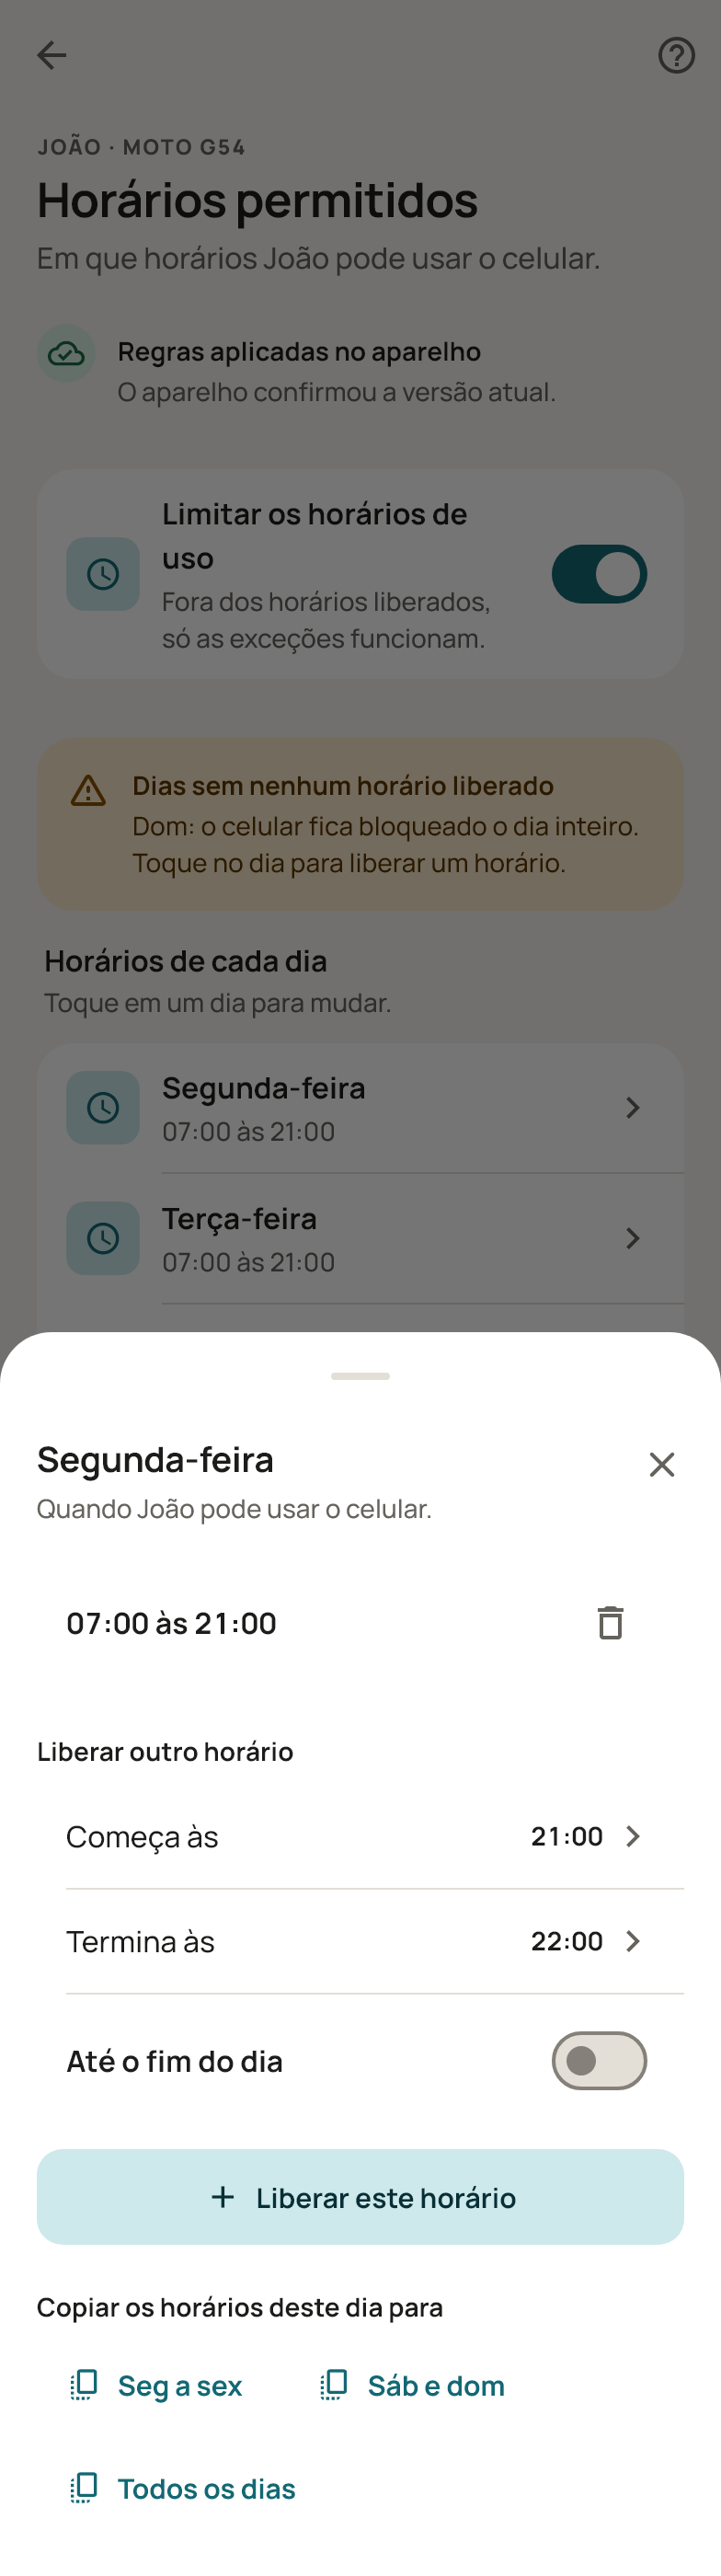 JOÃO · MOTO G54
Horários permitidos
Em que horários João pode usar o celular.
Regras aplicadas no aparelho
O aparelho confirmou a versão atual.
Limitar os horários de
uso
Fora dos horários liberados,
só as exceções funcionam.
Dias sem nenhum horário liberado
Dom: o celular fica bloqueado o dia inteiro.
Toque no dia para liberar um horário.
Horários de cada dia
Toque em um dia para mudar.
Segunda-feira
07:00 às 21:00
Terça-feira
07:00 às 21:00
Segunda-feira
Quando João pode usar o celular.
07:00 às 21:00
Liberar outro horário
Começa às 21:00
Termina às 22:00
Até o fim do dia
Liberar este horário
Copiar os horários deste dia para
Seg a sex Sáb e dom
Todos os dias